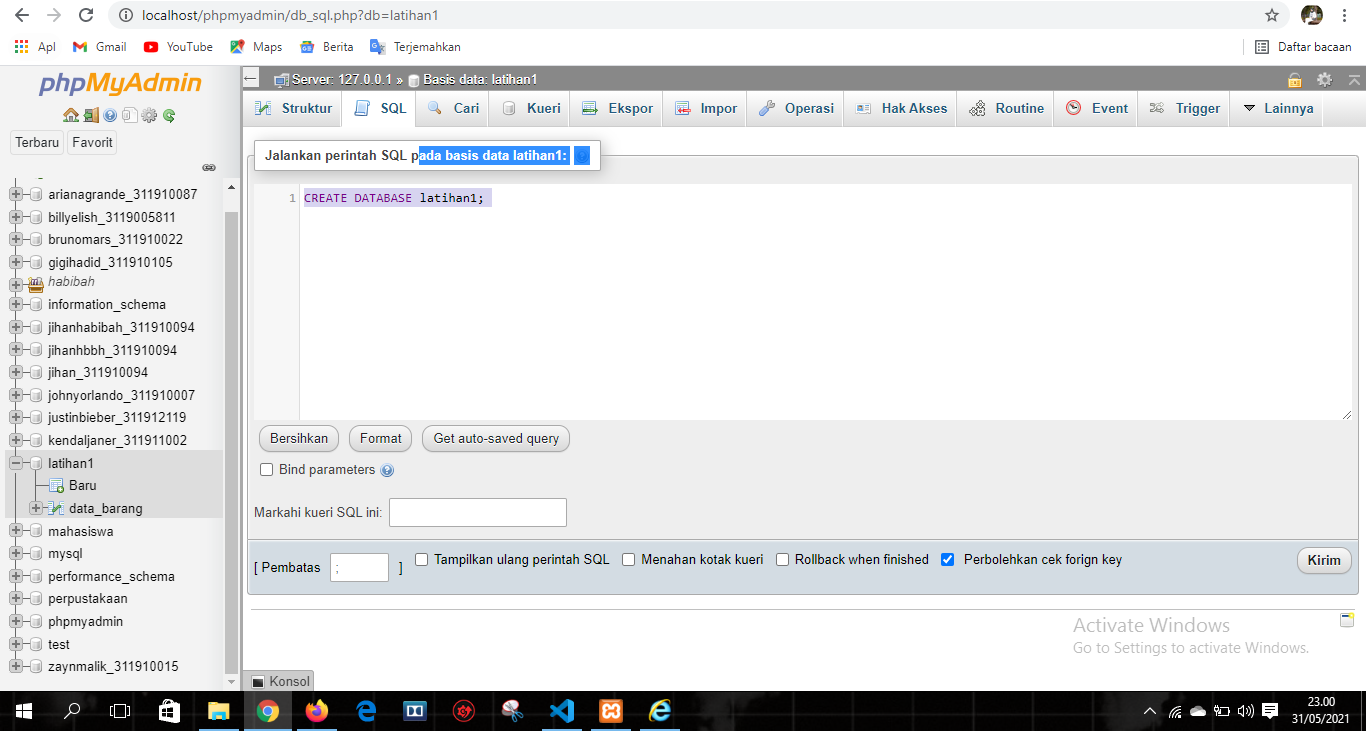 localhost/phpmyadmin/db_sql.php?db=latihan1
Apl Gmail YouTube Maps Berita Terjemahkan Daftar bacaan
phpMyAdmin
Terbaru Favorit
arianagrande_311910087
billyelish_3119005811
brunomars_311910022
gigihadid_311910105
habibah
information_schema
jihanhabibah_311910094
jihanhbbh_311910094
jihan_311910094
johnyorlando_311910007
justinbieber_311912119
kendaljaner_311911002
latihan1
Baru
data_barang
mahasiswa
mysql
performance_schema
perpustakaan
phpmyadmin
test
zaynmalik_311910015
Server: 127.0.0.1 » Basis data: latihan1
Struktur SQL Cari Kueri Ekspor Impor Operasi Hak Akses Routine Event Trigger Lainnya
Jalankan perintah SQL pada basis data latihan1:
1 CREATE DATABASE latihan1;
Bersihkan Format Get auto-saved query
Bind parameters
Markahi kueri SQL ini:
[ Pembatas ; ] Tampilkan ulang perintah SQL Menahan kotak kueri Rollback when finished Perbolehkan cek forign key Kirim
Activate Windows
Go to Settings to activate Windows.
Konsol
23.00
31/05/2021